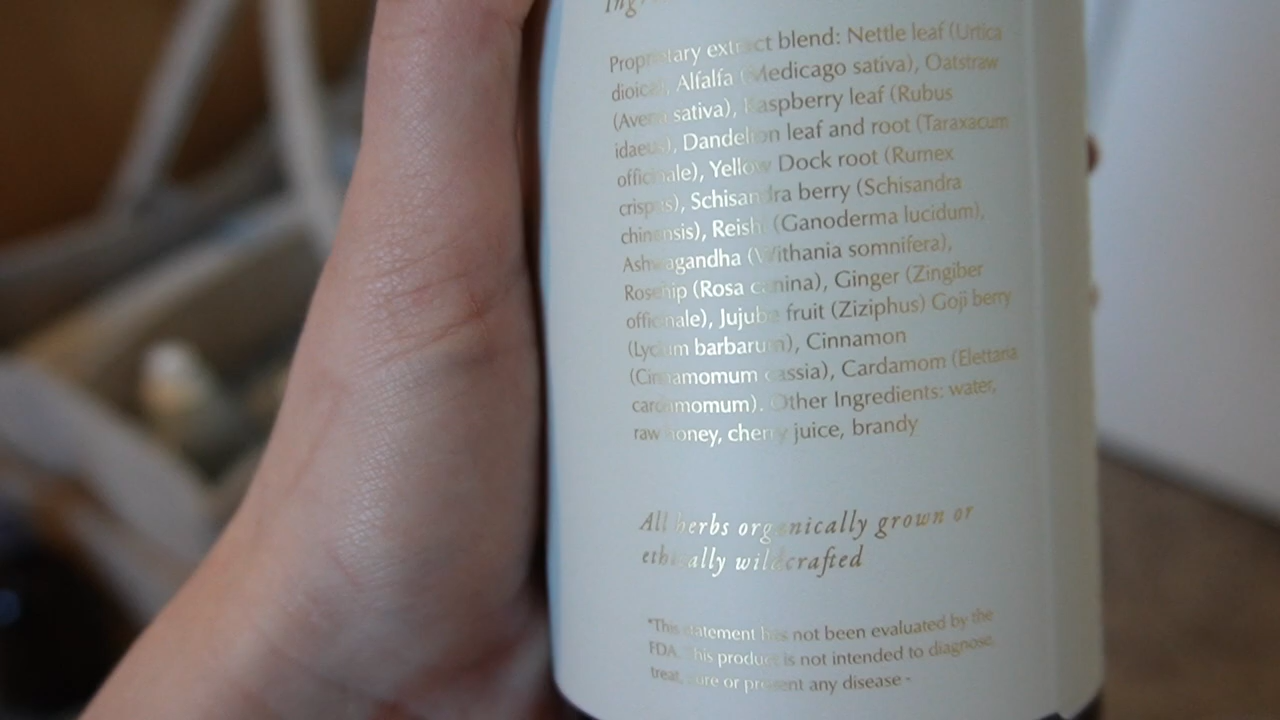 Proprietary extract blend: Nettle leaf (Urtica
dioica), Alfalfa (Medicago sativa), Oatstraw
(Avena sativa), Raspberry leaf (Rubus
idaeus), Dandelion leaf and root (Taraxacum
officinale), Yellow Dock root (Rumex
crispus), Schisandra berry (Schisandra
chinensis), Reishi (Ganoderma lucidum),
Ashwagandha (Withania somnifera),
Rosehip (Rosa canina), Ginger (Zingiber
officinale), Jujube fruit (Ziziphus) Goji berry
(Lycium barbarum), Cinnamon
(Cinnamomum cassia), Cardamom (Elettaria
cardamomum). Other Ingredients: water,
raw honey, cherry juice, brandy
All herbs organically grown or
ethically wildcrafted
*This statement has not been evaluated by the
FDA. This product is not intended to diagnose,
treat, cure or prevent any disease -